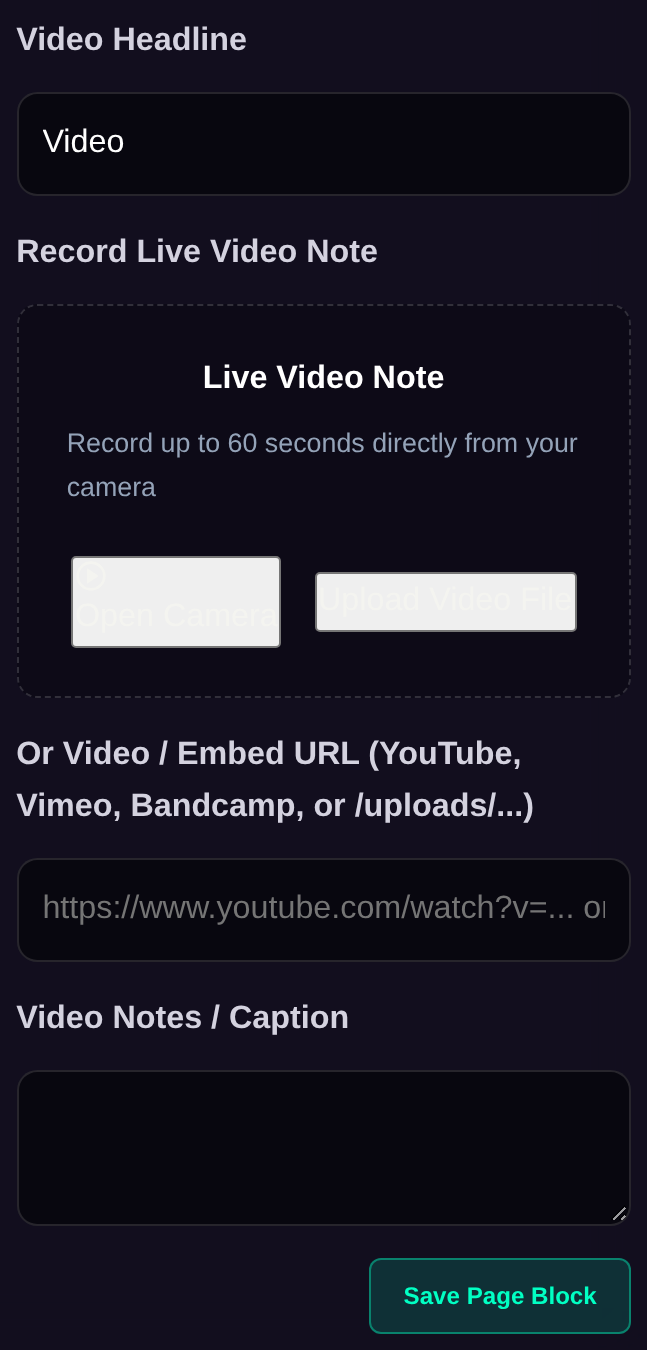 Video Headline
Video
Record Live Video Note
Live Video Note
Record up to 60 seconds directly from your
camera
Open Camera
Upload Video File
Or Video / Embed URL (YouTube,
Vimeo, Bandcamp, or /uploads/...)
https://www.youtube.com/watch?v=... or
Video Notes / Caption
Save Page Block